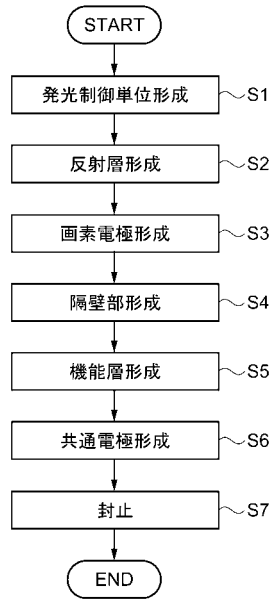 START
発光制御単位形成 S1
反射層形成 S2
画素電極形成 S3
隔壁部形成 S4
機能層形成 S5
共通電極形成 S6
封止 S7
END